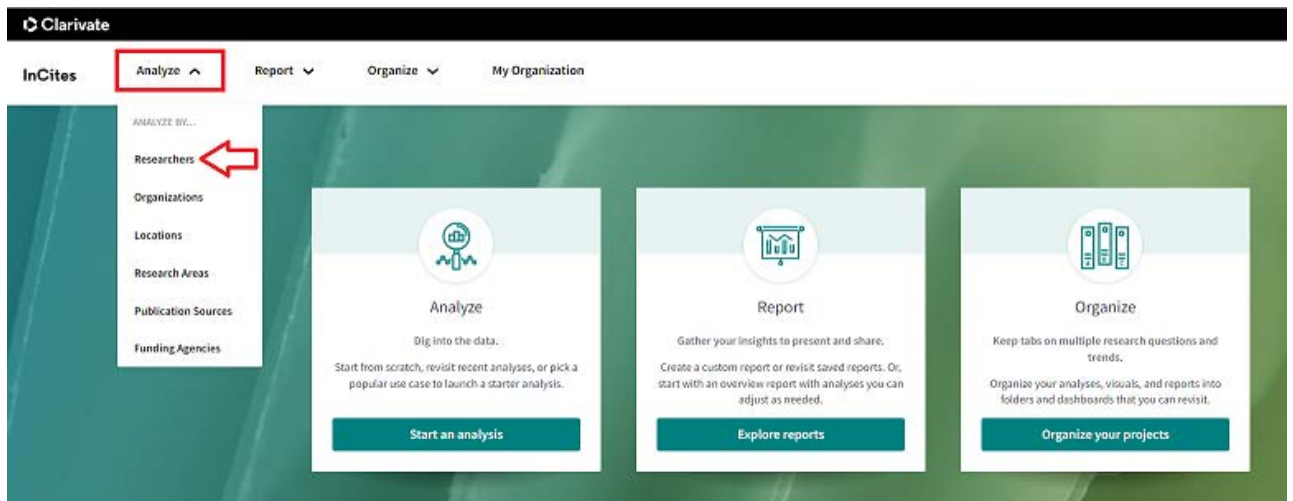 Clarivate
InCites
Analyze
Report
Organize
My Organization
ANALYZE BY...
Researchers
Organizations
Locations
Research Areas
Publication Sources
Funding Agencies
Analyze
Dig into the data.
Start from scratch, revisit recent analyses, or pick a
popular use case to launch a starter analysis.
Start an analysis
Report
Gather your insights to present and share.
Create a custom report or revisit saved reports. Or,
start with an overview report with analyses you can
adjust as needed.
Explore reports
Organize
Keep tabs on multiple research questions and
trends.
Organize your analyses, visuals, and reports into
folders and dashboards that you can revisit.
Organize your projects